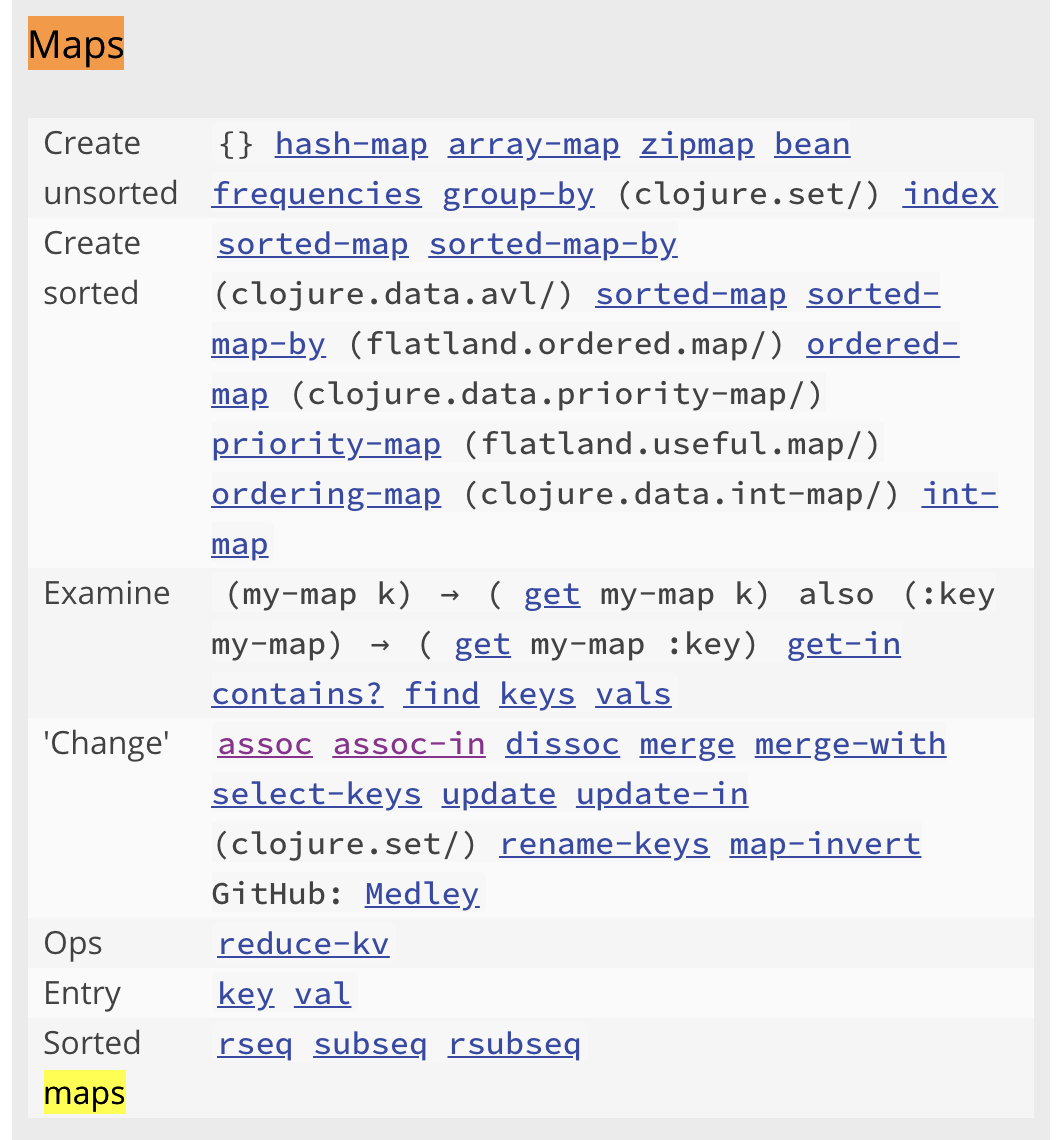 Maps
Create {} hash-map array-map zipmap bean
unsorted frequencies group-by (clojure.set/) index
Create sorted-map sorted-map-by
sorted (clojure.data.avl/) sorted-map sorted-
map-by (flatland.ordered.map/) ordered-
map (clojure.data.priority-map/)
priority-map (flatland.useful.map/)
ordering-map (clojure.data.int-map/) int-
map
Examine (my-map k) → ( get my-map k) also (:key
my-map) → ( get my-map :key) get-in
contains? find keys vals
'Change' assoc assoc-in dissoc merge merge-with
select-keys update update-in
(clojure.set/) rename-keys map-invert
GitHub: Medley
Ops reduce-kv
Entry key val
Sorted rseq subseq rsubseq
maps